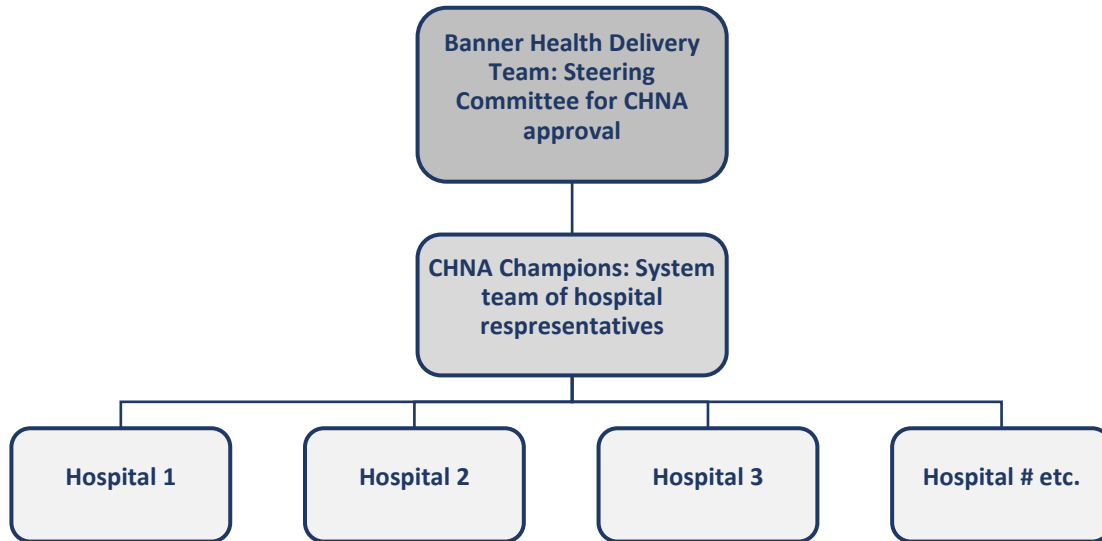 Banner Health Delivery
Team: Steering
Committee for CHNA
approval
CHNA Champions: System
team of hospital
respresentatives
Hospital 1
Hospital 2
Hospital 3
Hospital # etc.